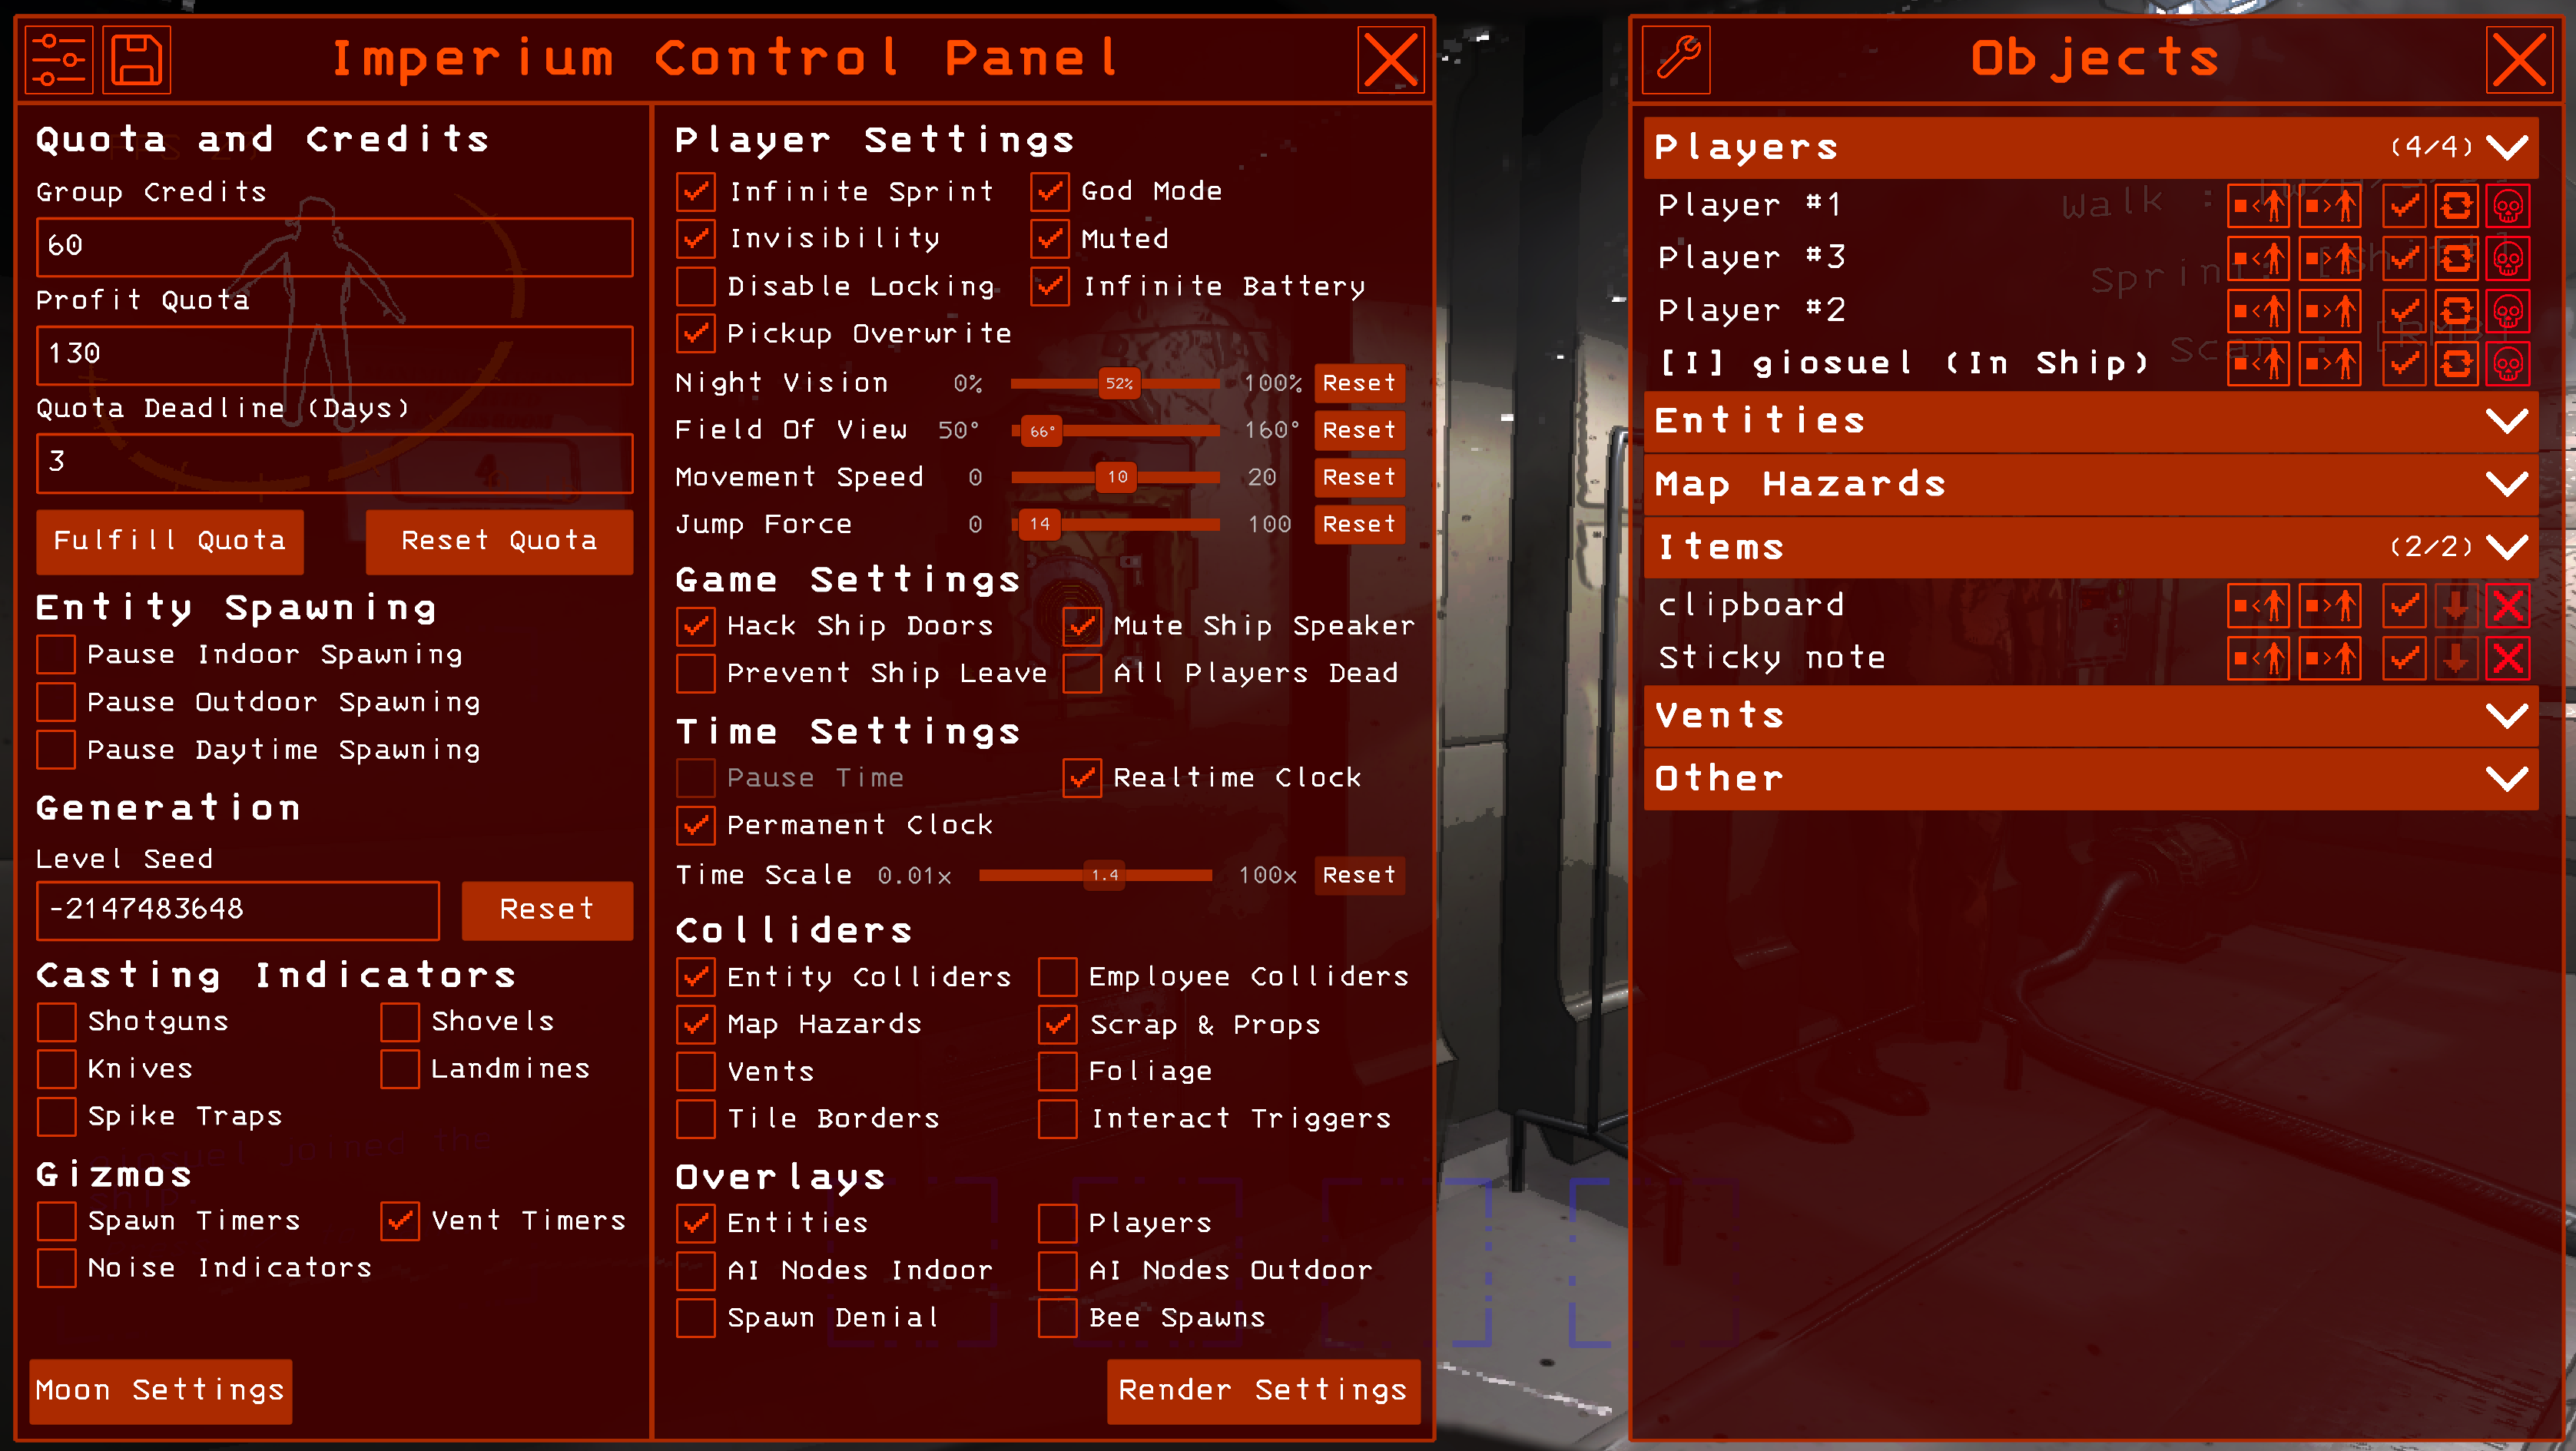 Imperium Control Panel
Quota and Credits
Group Credits
60
Profit Quota
130
Quota Deadline (Days)
3
Fulfill Quota
Reset Quota
Entity Spawning
Pause Indoor Spawning
Pause Outdoor Spawning
Pause Daytime Spawning
Generation
Level Seed
-2147483648
Reset
Casting Indicators
Shotguns
Shovels
Knives
Landmines
Spike Traps
Gizmos
Spawn Timers
Vent Timers
Noise Indicators
Moon Settings
Player Settings
Infinite Sprint
God Mode
Invisibility
Muted
Disable Locking
Infinite Battery
Pickup Overwrite
Night Vision 0% 52% 100% Reset
Field Of View 50° 66° 160° Reset
Movement Speed 0 10 20 Reset
Jump Force 0 14 100 Reset
Game Settings
Hack Ship Doors
Mute Ship Speaker
Prevent Ship Leave
All Players Dead
Time Settings
Pause Time
Realtime Clock
Permanent Clock
Time Scale 0.01x 1.4 100x Reset
Colliders
Entity Colliders
Employee Colliders
Map Hazards
Scrap & Props
Vents
Foliage
Tile Borders
Interact Triggers
Overlays
Entities
Players
AI Nodes Indoor
AI Nodes Outdoor
Spawn Denial
Bee Spawns
Render Settings
Objects
Players (4/4)
Player #1
Walk :
Player #3
Sprint: [Shift]
Player #2
Scan : [RMB]
[I] giosuel (In Ship)
Entities
Map Hazards
Items (2/2)
clipboard
Sticky note
Vents
Other
giosuel joined the
ship.